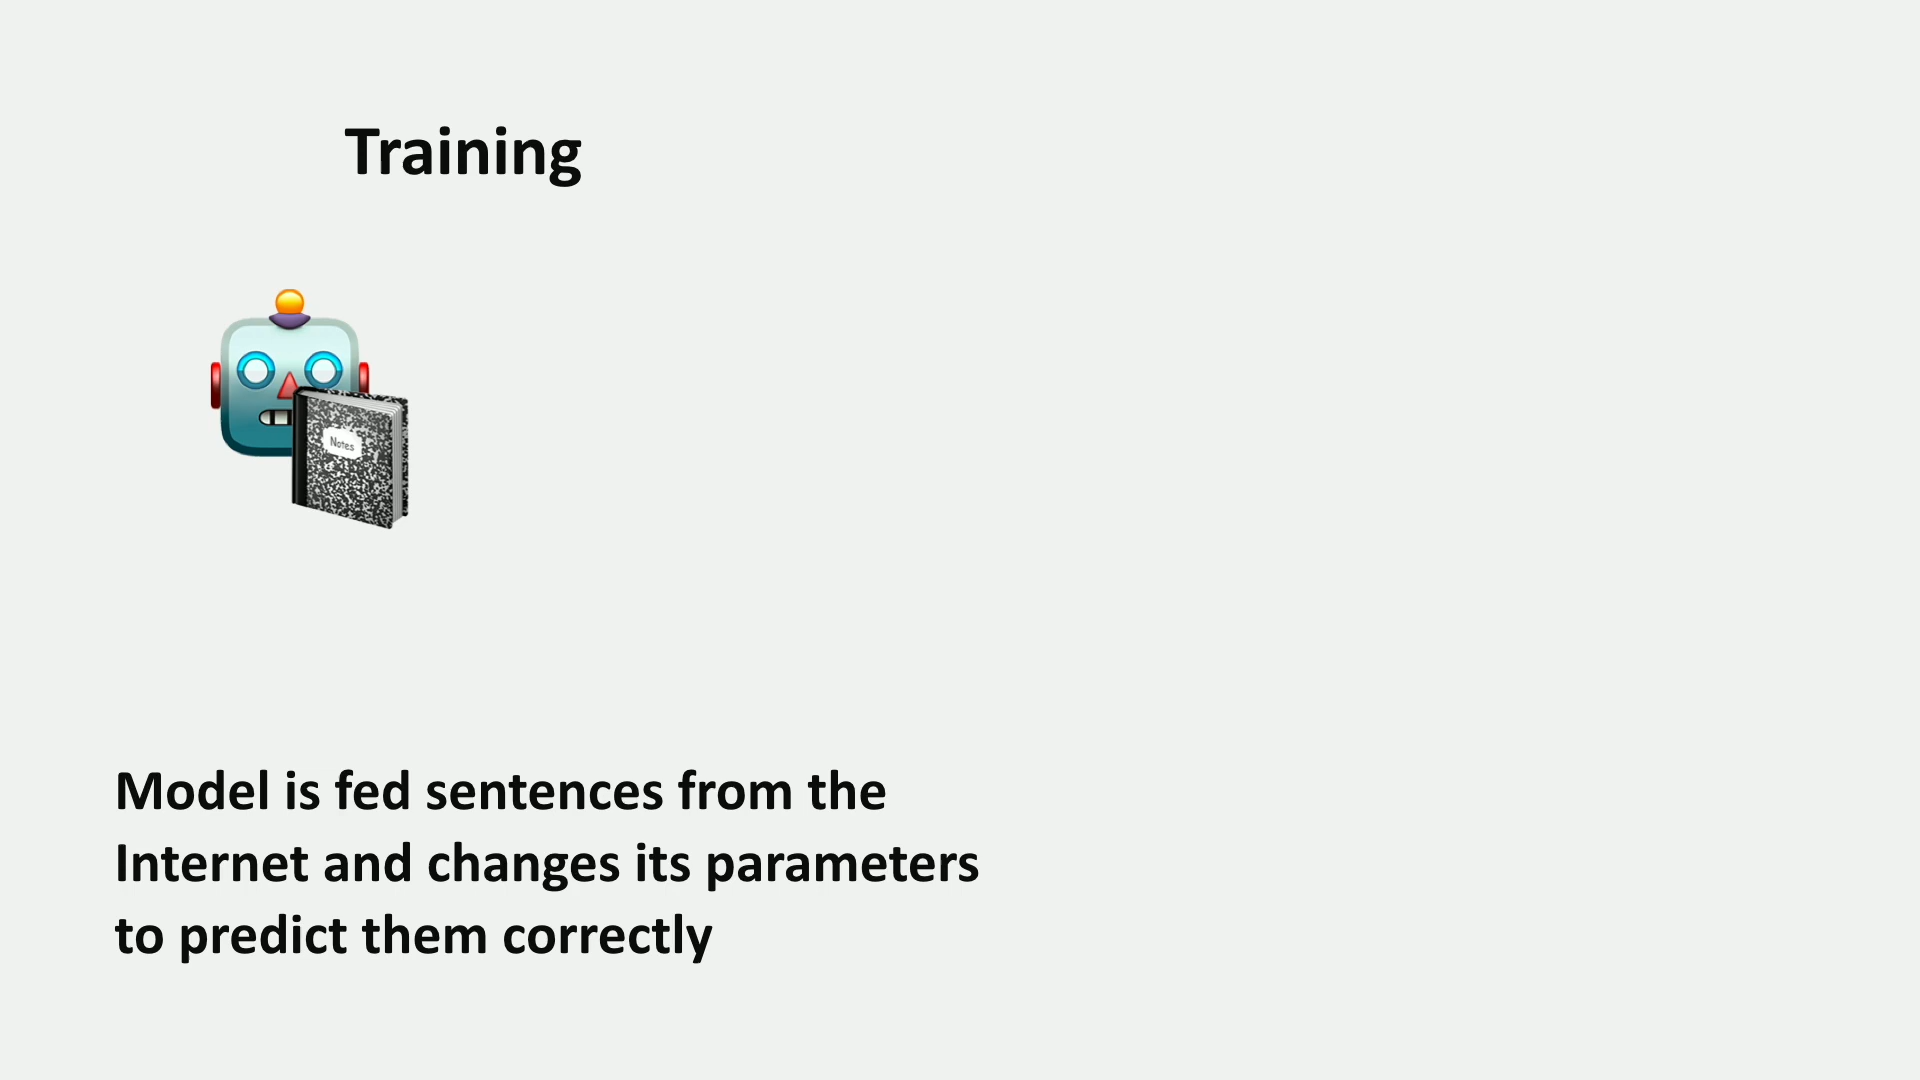 Training
Notes
Model is fed sentences from the
Internet and changes its parameters
to predict them correctly